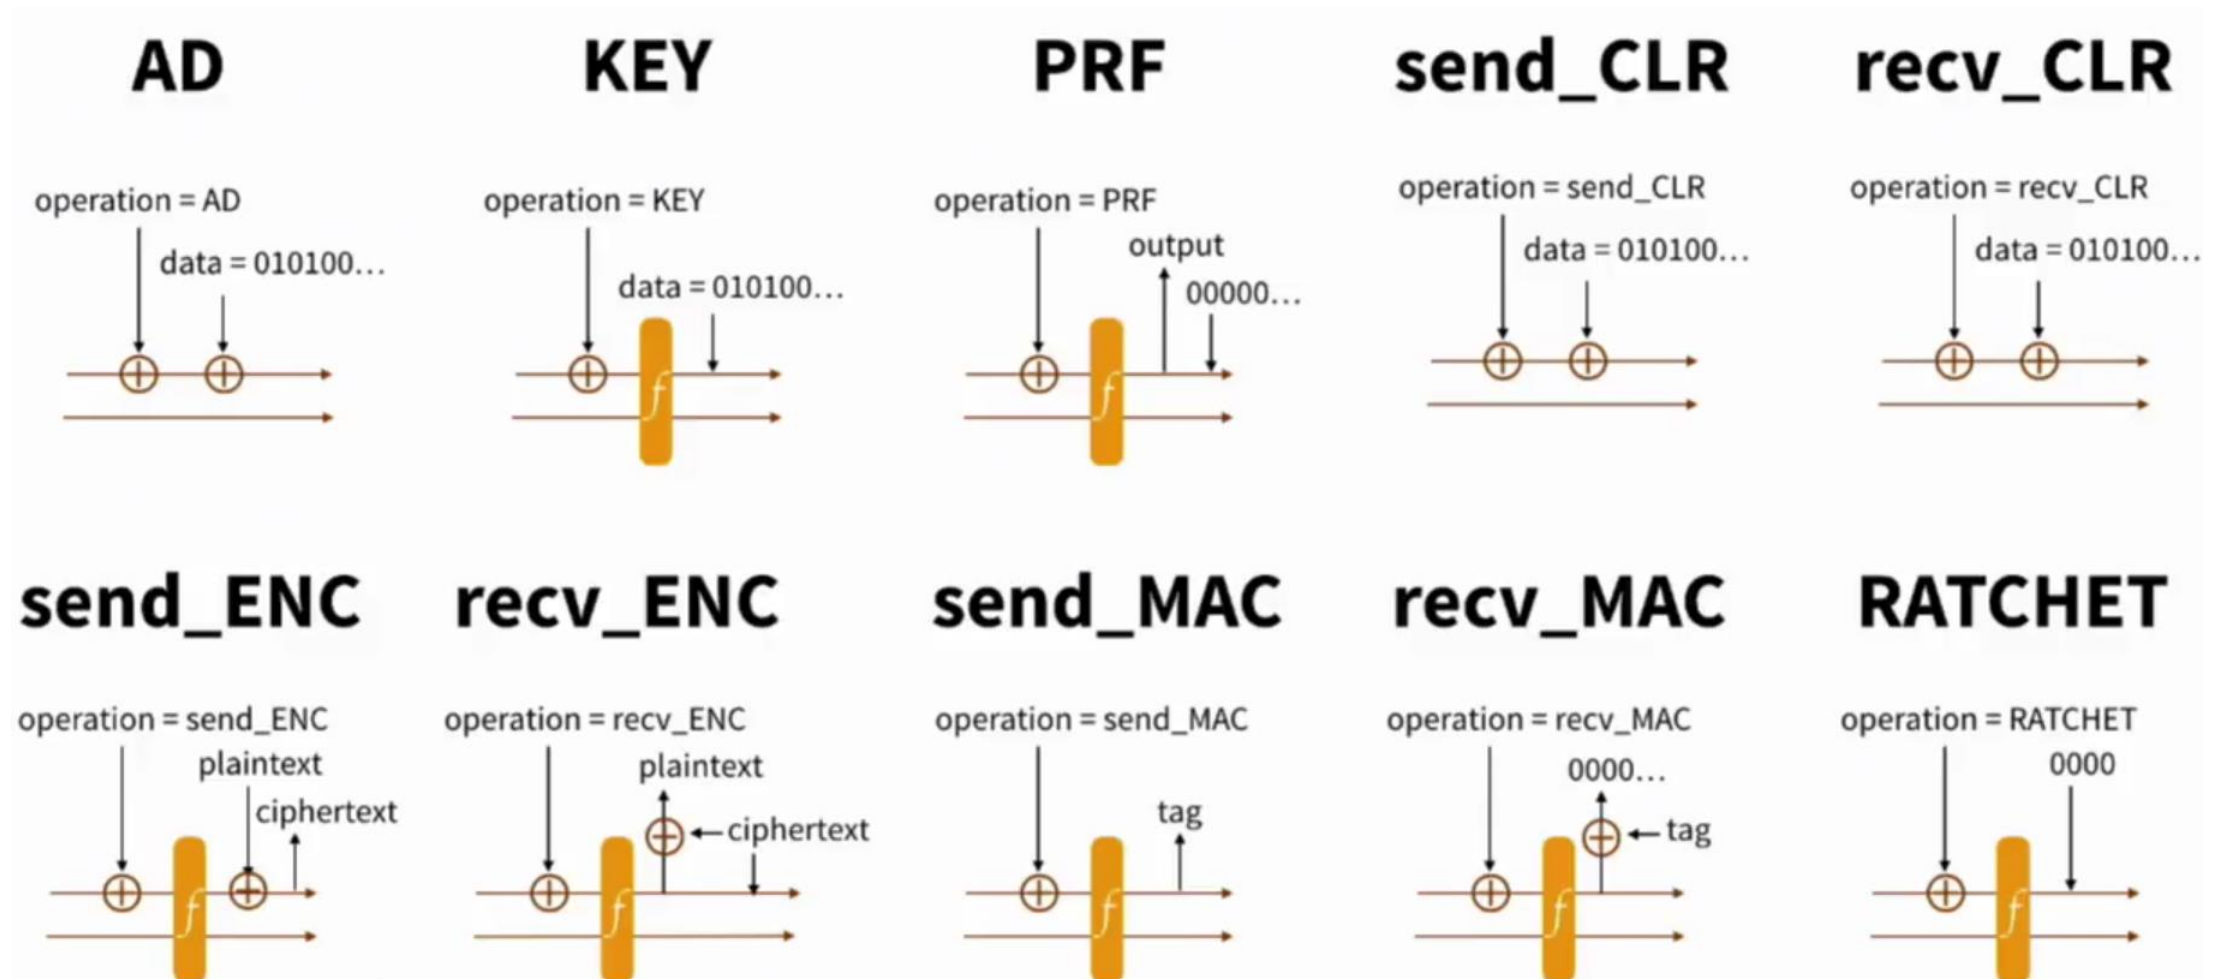 AD
KEY
PRF
send_CLR
recv_CLR
operation = AD
data = 010100...
operation = KEY
data = 010100...
f
operation = PRF
output
00000...
f
operation = send_CLR
data = 010100...
operation = recv_CLR
data = 010100...
send_ENC
recv_ENC
send_MAC
recv_MAC
RATCHET
operation = send_ENC
plaintext
ciphertext
f
operation = recv_ENC
plaintext
ciphertext
f
operation = send_MAC
tag
f
operation = recv_MAC
0000...
tag
f
operation = RATCHET
0000
f